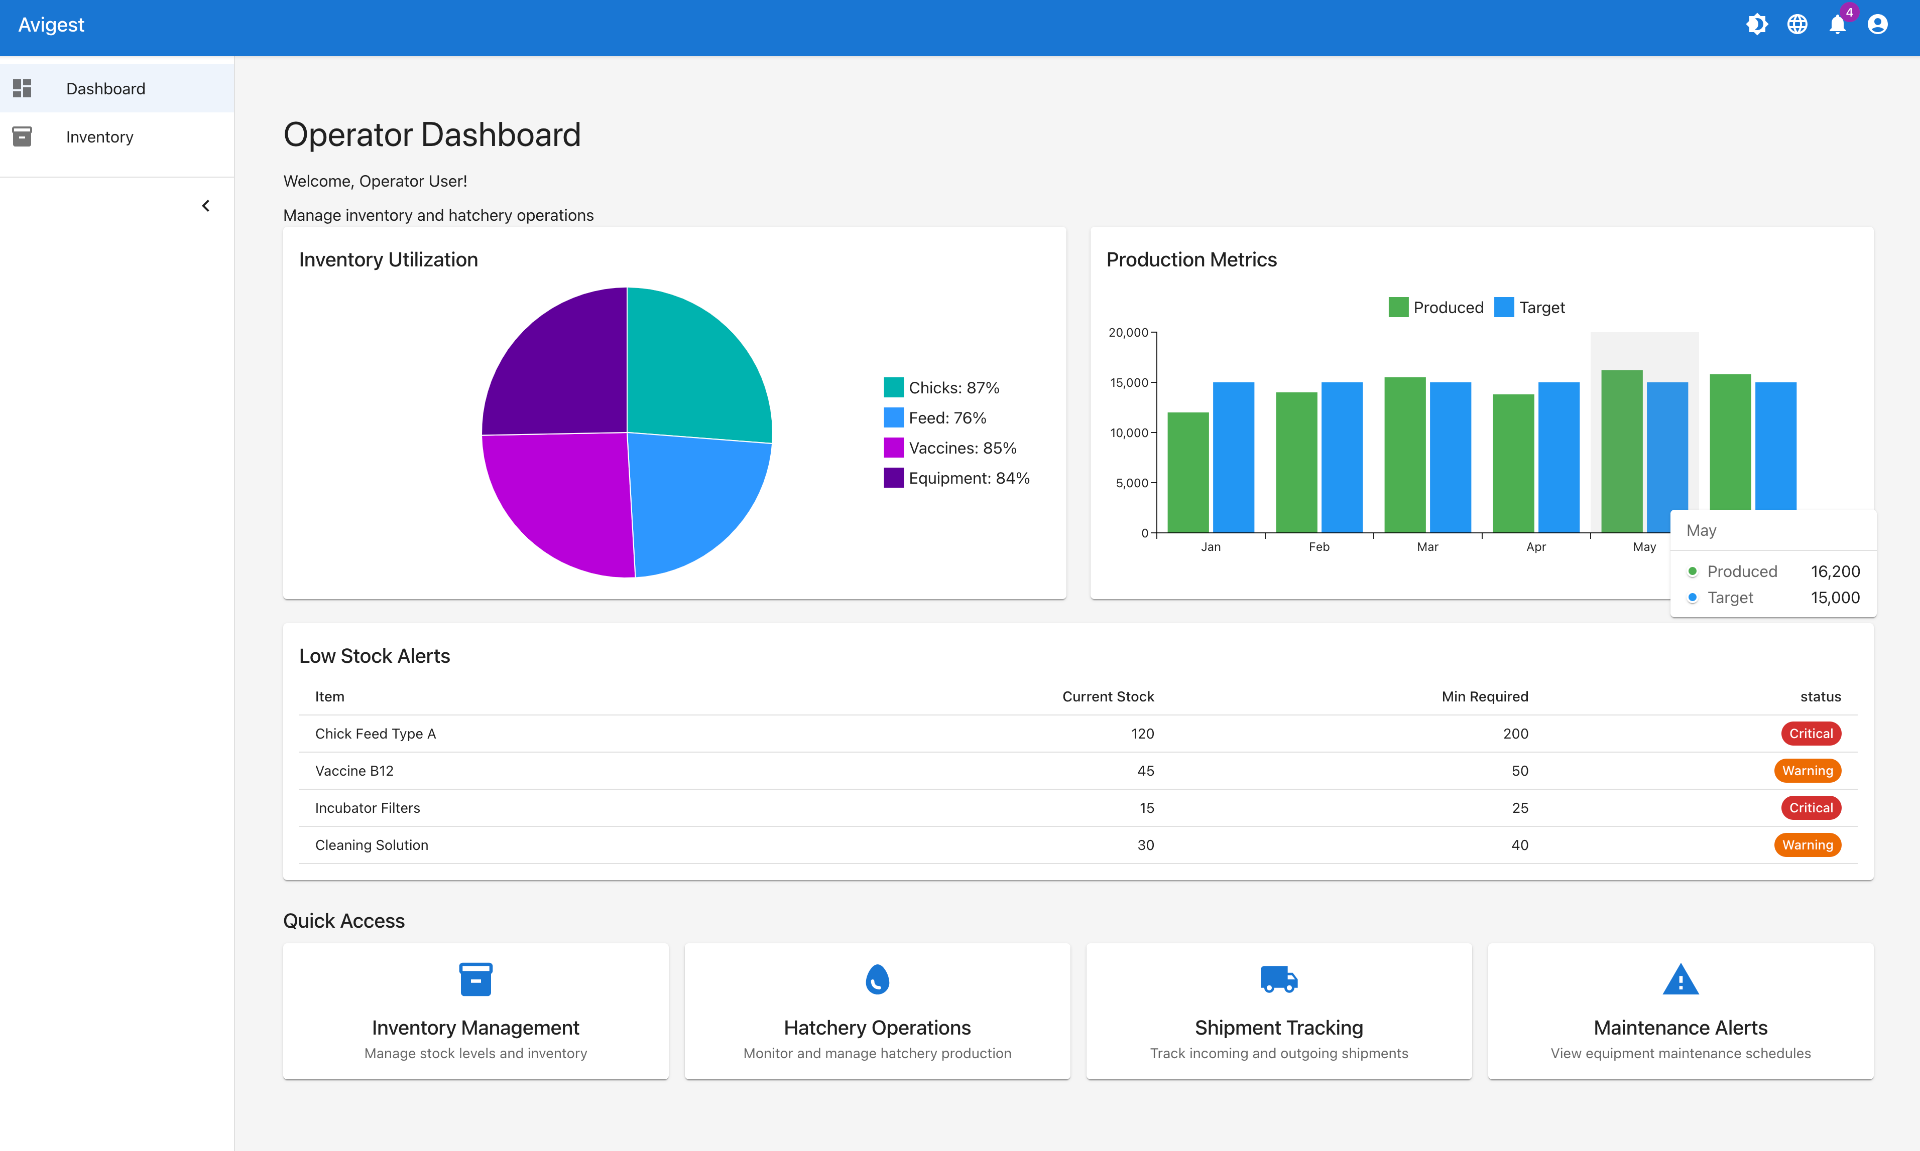 Avigest
4
Dashboard
Inventory
Operator Dashboard
Welcome, Operator User!
Manage inventory and hatchery operations
Inventory Utilization
Chicks: 87%
Feed: 76%
Vaccines: 85%
Equipment: 84%
Production Metrics
Produced Target
20,000
15,000
10,000
5,000
0
Jan Feb Mar Apr May
May
Produced 16,200
Target 15,000
Low Stock Alerts
Item Current Stock Min Required status
Chick Feed Type A 120 200 Critical
Vaccine B12 45 50 Warning
Incubator Filters 15 25 Critical
Cleaning Solution 30 40 Warning
Quick Access
Inventory Management
Manage stock levels and inventory
Hatchery Operations
Monitor and manage hatchery production
Shipment Tracking
Track incoming and outgoing shipments
Maintenance Alerts
View equipment maintenance schedules